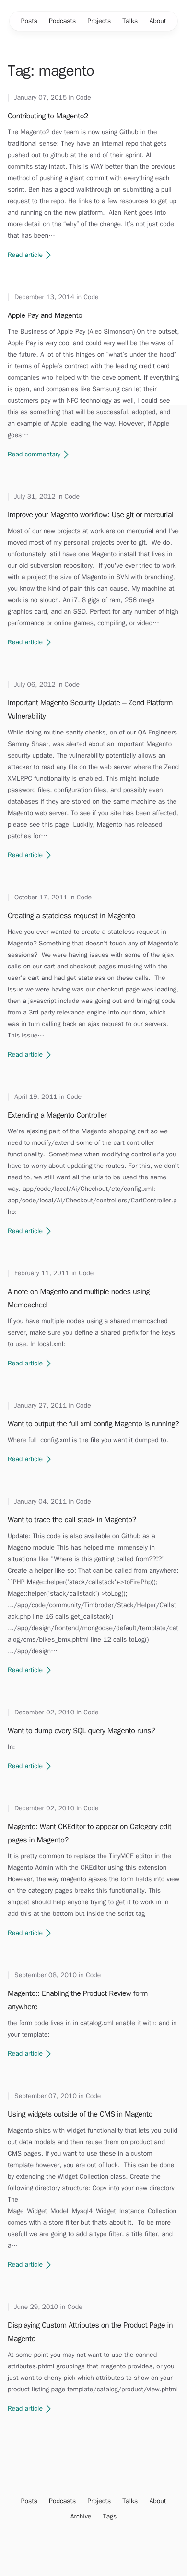 Posts Podcasts Projects Talks About
Tag: magento
January 07, 2015 in Code
Contributing to Magento2
The Magento2 dev team is now using Github in the
traditional sense: They have an internal repo that gets
pushed out to github at the end of their sprint. All
commits stay intact. This is WAY better than the previous
method of pushing a giant commit with everything each
sprint. Ben has a good walkthrough on submitting a pull
request to the repo. He links to a few resources to get up
and running on the new platform. Alan Kent goes into
more detail on the "why" of the change. It's not just code
that has been···
Read article
December 13, 2014 in Code
Apple Pay and Magento
The Business of Apple Pay (Alec Simonson) On the outset,
Apple Pay is very cool and could very well be the wave of
the future. A lot of this hinges on "what's under the hood"
in terms of Apple's contract with the leading credit card
companies who helped with the development. If everything
is open, and companies like Samsung can let their
customers pay with NFC technology as well, I could see
this as something that will be successful, adopted, and
an example of Apple leading the way. However, if Apple
goes···
Read commentary
July 31, 2012 in Code
Improve your Magento workflow: Use git or mercurial
Most of our new projects at work are on mercurial and I've
moved most of my personal projects over to git. We do,
unfortunately, still have one Magento install that lives in
our old subversion repository. If you've ever tried to work
with a project the size of Magento in SVN with branching,
you know the kind of pain this can cause. My machine at
work is no slouch. An i7, 8 gigs of ram, 256 megs
graphics card, and an SSD. Perfect for any number of high
performance or online games, compiling, or video···
Read article
July 06, 2012 in Code
Important Magento Security Update – Zend Platform
Vulnerability
While doing routine sanity checks, on of our QA Engineers,
Sammy Shaar, was alerted about an important Magento
security update. The vulnerability potentially allows an
attacker to read any file on the web server where the Zend
XMLRPC functionality is enabled. This might include
password files, configuration files, and possibly even
databases if they are stored on the same machine as the
Magento web server. To see if you site has been affected,
please see this page. Luckily, Magento has released
patches for···
Read article
October 17, 2011 in Code
Creating a stateless request in Magento
Have you ever wanted to create a stateless request in
Magento? Something that doesn't touch any of Magento's
sessions? We were having issues with some of the ajax
calls on our cart and checkout pages mucking with the
user's cart and had get stateless on these calls. The
issue we were having was our checkout page was loading,
then a javascript include was going out and bringing code
from a 3rd party relevance engine into our dom, which
was in turn calling back an ajax request to our servers.
This issue···
Read article
April 19, 2011 in Code
Extending a Magento Controller
We're ajaxing part of the Magento shopping cart so we
need to modify/extend some of the cart controller
functionality. Sometimes when modifying controller's you
have to worry about updating the routes. For this, we don't
need to, we still want all the urls to be used the same
way. app/code/local/Ai/Checkout/etc/config.xml:
app/code/local/Ai/Checkout/controllers/CartController.p
hp:
Read article
February 11, 2011 in Code
A note on Magento and multiple nodes using
Memcached
If you have multiple nodes using a shared memcached
server, make sure you define a shared prefix for the keys
to use. In local.xml:
Read article
January 27, 2011 in Code
Want to output the full xml config Magento is running?
Where full_config.xml is the file you want it dumped to.
Read article
January 04, 2011 in Code
Want to trace the call stack in Magento?
Update: This code is also available on Github as a
Mageno module This has helped me immensely in
situations like "Where is this getting called from??!?"
Create a helper like so: That can be called from anywhere:
```PHP Mage::helper('stack/callstack')->toFirePhp();
Mage::helper('stack/callstack')->toLog();
.../app/code/community/Timbroder/Stack/Helper/Callst
ack.php line 16 calls get_callstack()
.../app/design/frontend/mongoose/default/template/cat
alog/cms/bikes_bmx.phtml line 12 calls toLog()
.../app/design···
Read article
December 02, 2010 in Code
Want to dump every SQL query Magento runs?
In:
Read article
December 02, 2010 in Code
Magento: Want CKEditor to appear on Category edit
pages in Magento?
It is pretty common to replace the TinyMCE editor in the
Magento Admin with the CKEditor using this extension
However, the way magento ajaxes the form fields into view
on the category pages breaks this functionality. This
snippet should help anyone trying to get it to work in in
add this at the bottom but inside the script tag
Read article
September 08, 2010 in Code
Magento:: Enabling the Product Review form
anywhere
the form code lives in in catalog.xml enable it with: and in
your template:
Read article
September 07, 2010 in Code
Using widgets outside of the CMS in Magento
Magento ships with widget functionality that lets you build
out data models and then reuse them on product and
CMS pages. If you want to use these in a custom
template however, you are out of luck. This can be done
by extending the Widget Collection class. Create the
following directory structure: Copy into your new directory
The
Mage_Widget_Model_Mysql4_Widget_Instance_Collection
comes with a store filter but thats about it. To be more
usefull we are going to add a type filter, a title filter, and
a···
Read article
June 29, 2010 in Code
Displaying Custom Attributes on the Product Page in
Magento
At some point you may not want to use the canned
attributes.phtml groupings that magento provides, or you
just want to cherry pick which attributes to show on your
product listing page template/catalog/product/view.phtml
Read article
Posts Podcasts Projects Talks About
Archive Tags